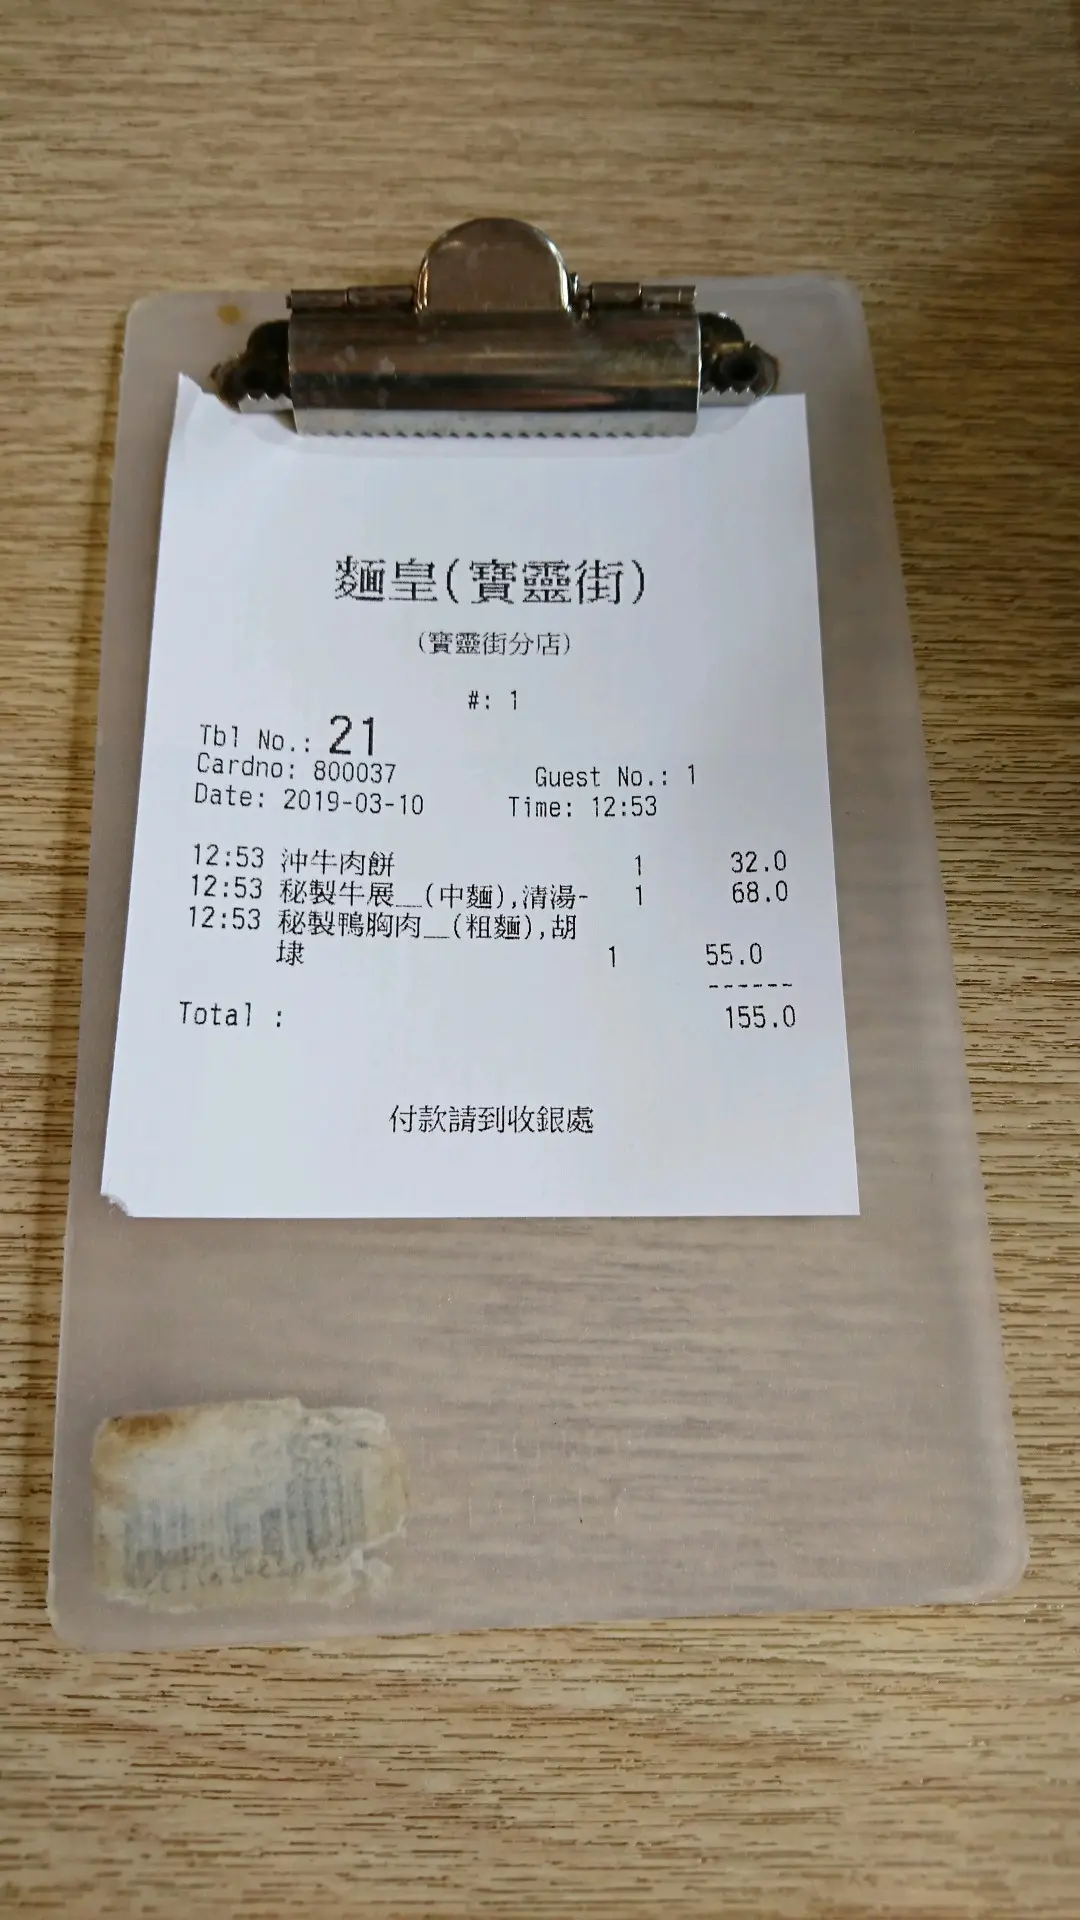 麵皇(寶靈街)
(寶靈街分店)
#: 1
Tbl No.: 21
Cardno: 800037 Guest No.: 1
Date: 2019-03-10 Time: 12:53
12:53 沖牛肉餅 1 32.0
12:53 秘製牛展__(中麵),清湯- 1 68.0
12:53 秘製鴨胸肉__(粗麵),胡
埭 1 55.0
------
Total : 155.0
付款請到收銀處